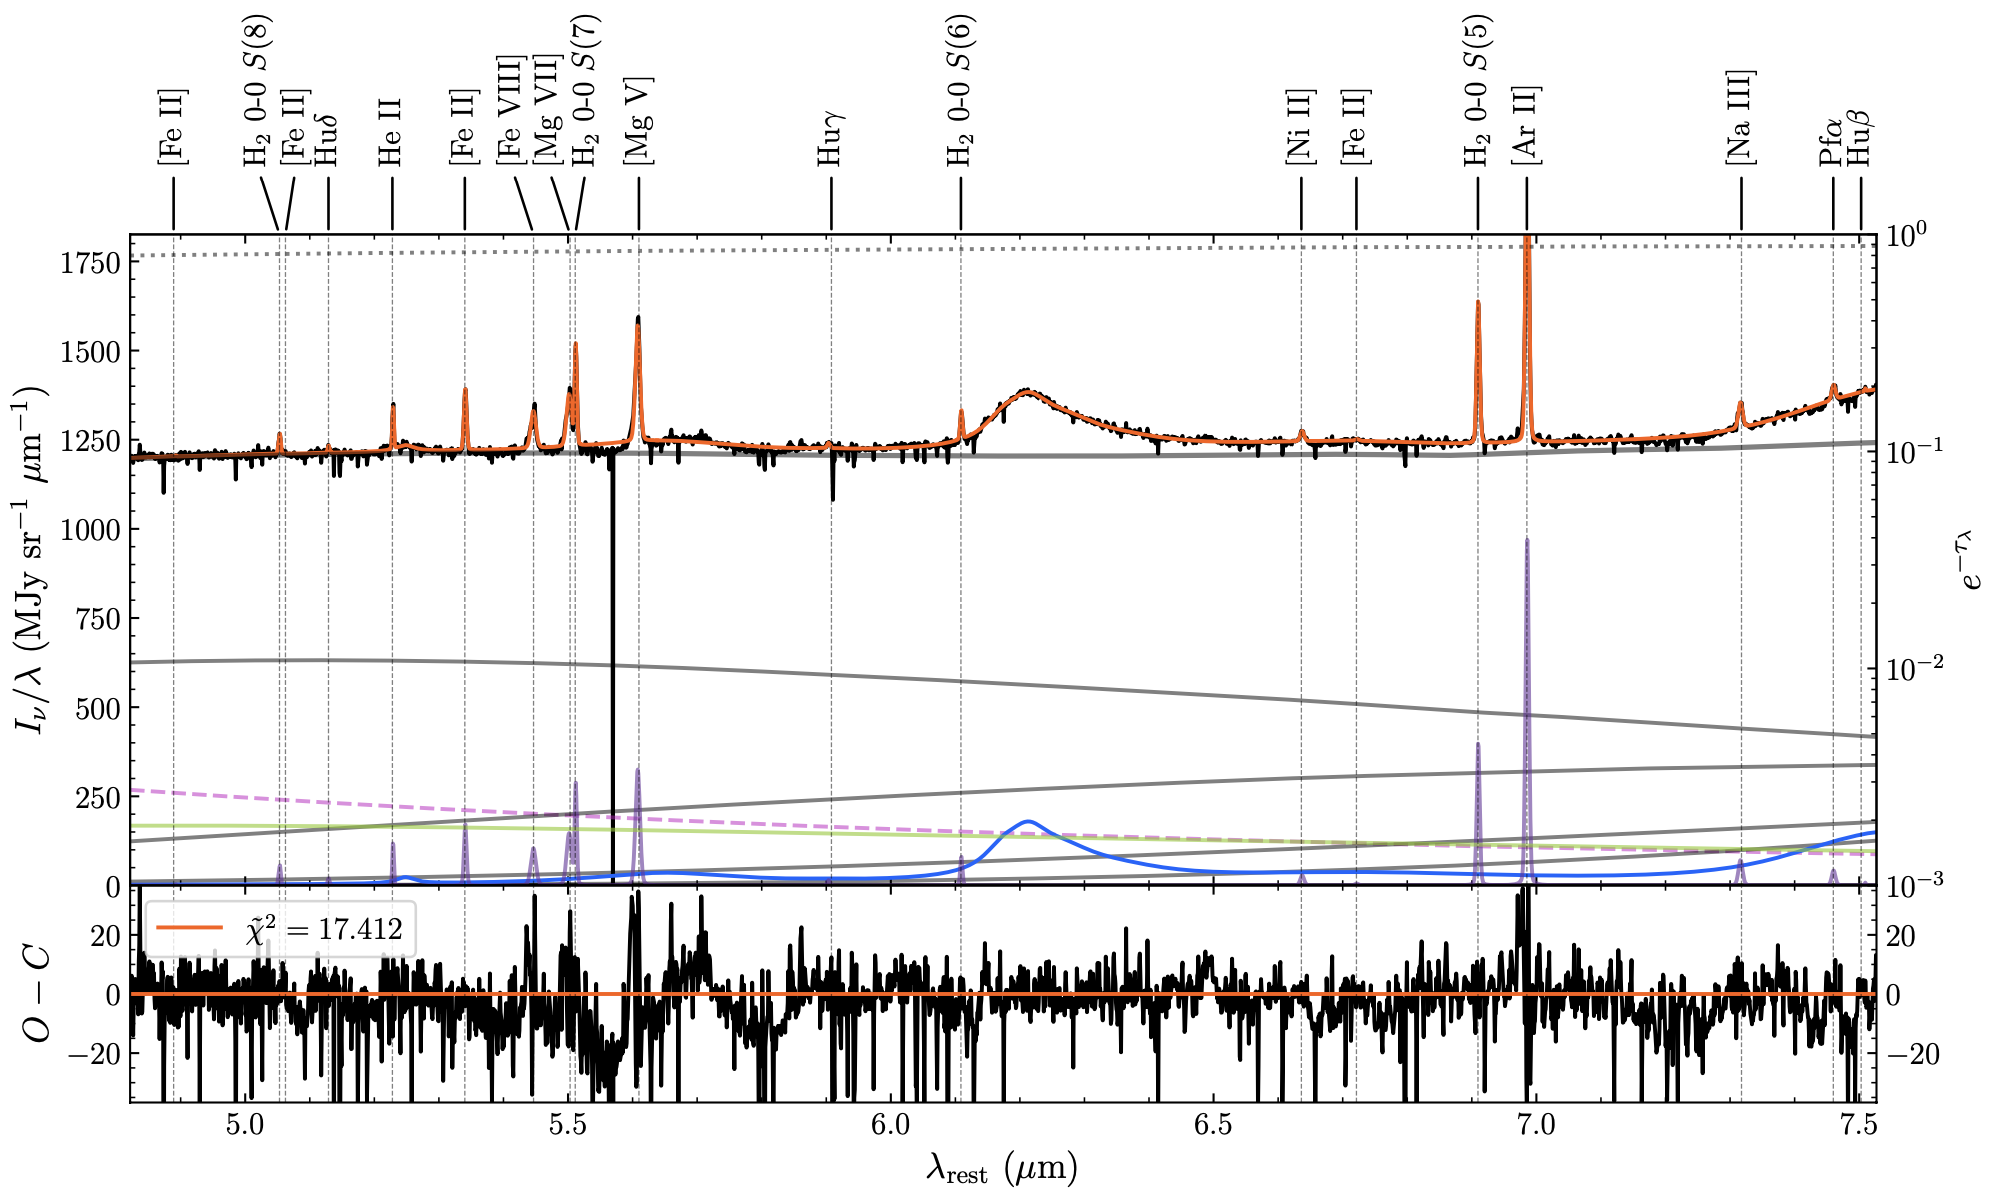 [Fe II]
H₂ 0-0 S(8)
[Fe II]
Huδ
He II
[Fe II]
[Fe VIII]
[Mg VII]
H₂ 0-0 S(7)
[Mg V]
Huγ
H₂ 0-0 S(6)
[Ni II]
[Fe II]
H₂ 0-0 S(5)
[Ar II]
[Na III]
Pfα
Huβ
I_ν/λ (MJy sr⁻¹ μm⁻¹)
1750
1500
1250
1000
750
500
250
0
10⁰
10⁻¹
10⁻²
10⁻³
e^{−τ_λ}
χ̃² = 17.412
O − C
20
0
−20
20
0
−20
5.0
5.5
6.0
6.5
7.0
7.5
λ_rest (μm)